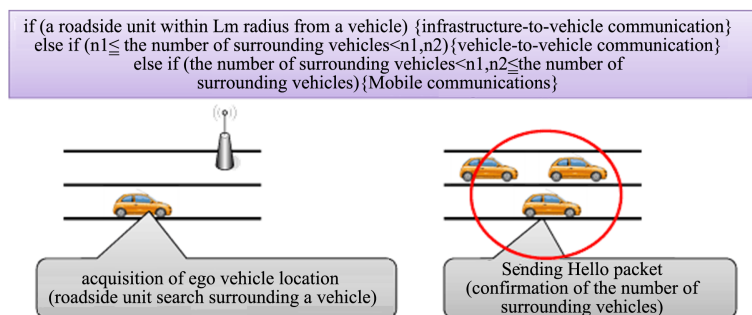 if (a roadside unit within Lm radius from a vehicle) {infrastructure-to-vehicle communication}
else if (n1≦ the number of surrounding vehicles<n1,n2){vehicle-to-vehicle communication}
else if (the number of surrounding vehicles<n1,n2≦the number of
surrounding vehicles){Mobile communications}
acquisition of ego vehicle location
(roadside unit search surrounding a vehicle)
Sending Hello packet
(confirmation of the number of
surrounding vehicles)